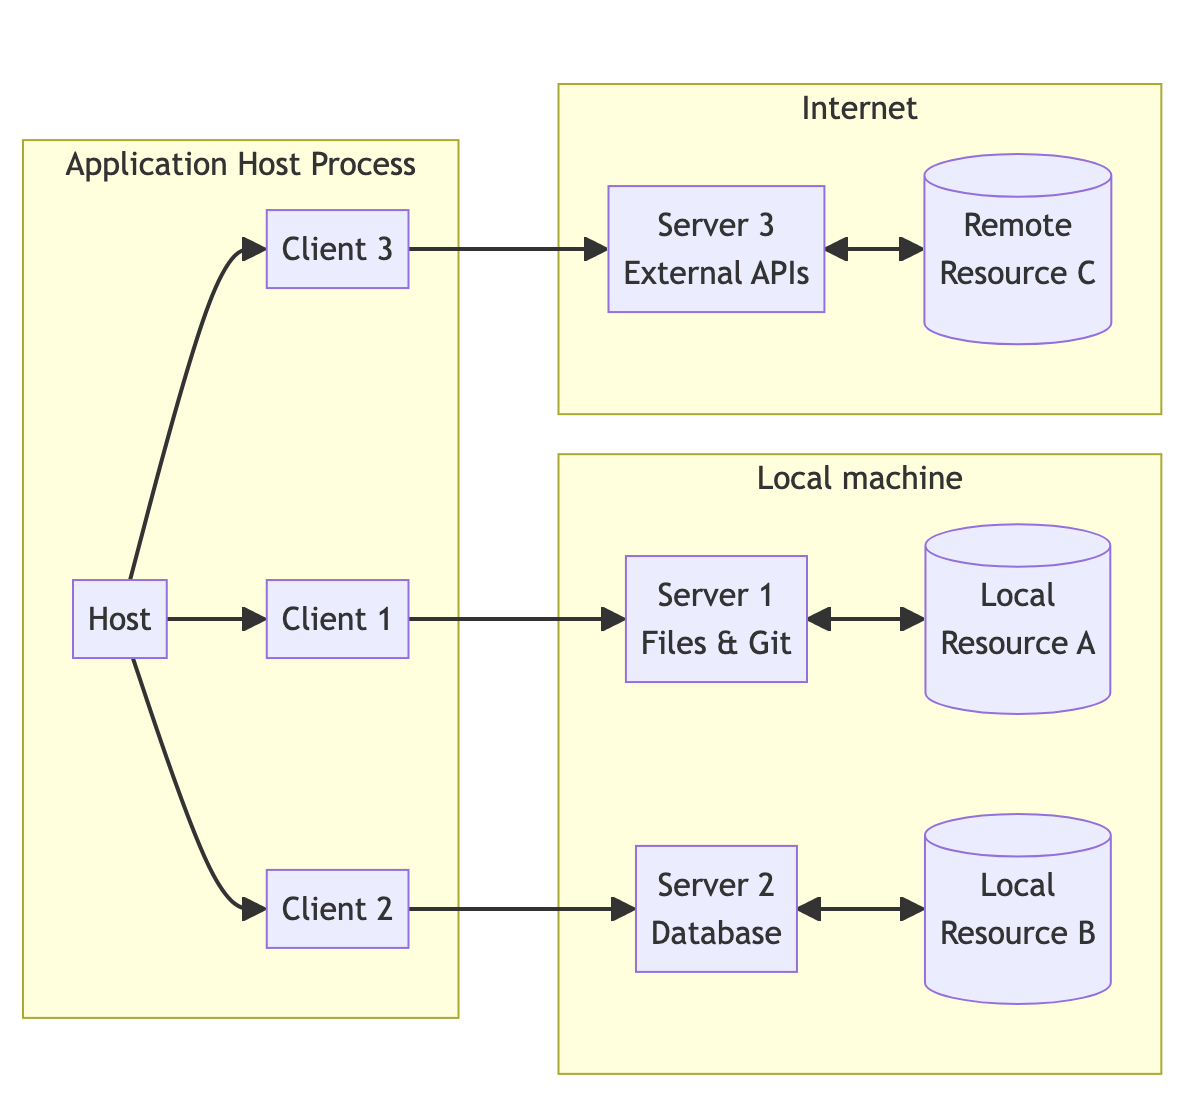 Application Host Process
Host
Client 3
Client 1
Client 2
Internet
Server 3
External APIs
Remote
Resource C
Local machine
Server 1
Files & Git
Local
Resource A
Server 2
Database
Local
Resource B